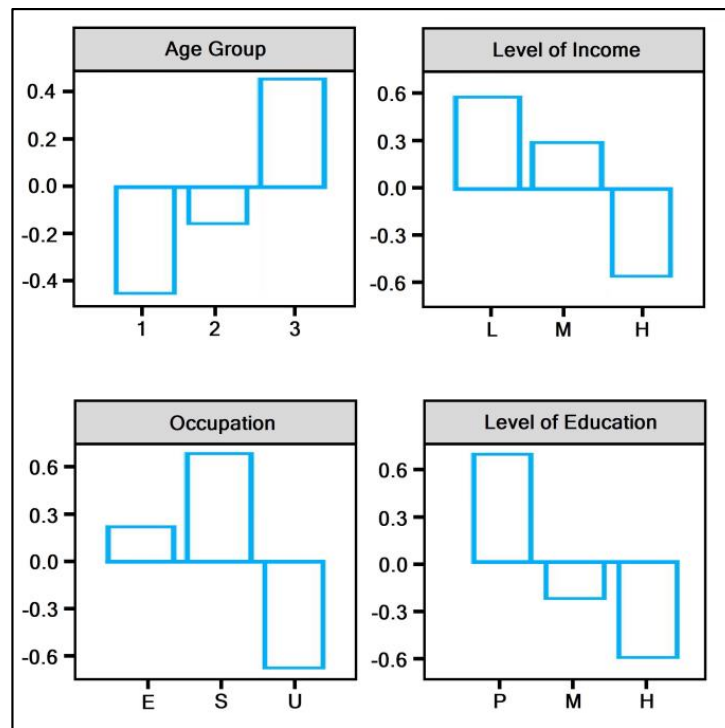 Age Group
0.4
0.2
0.0
-0.2
-0.4
1 2 3
Level of Income
0.6
0.3
0.0
-0.3
-0.6
L M H
Occupation
0.6
0.3
0.0
-0.3
-0.6
E S U
Level of Education
0.6
0.3
0.0
-0.3
-0.6
P M H